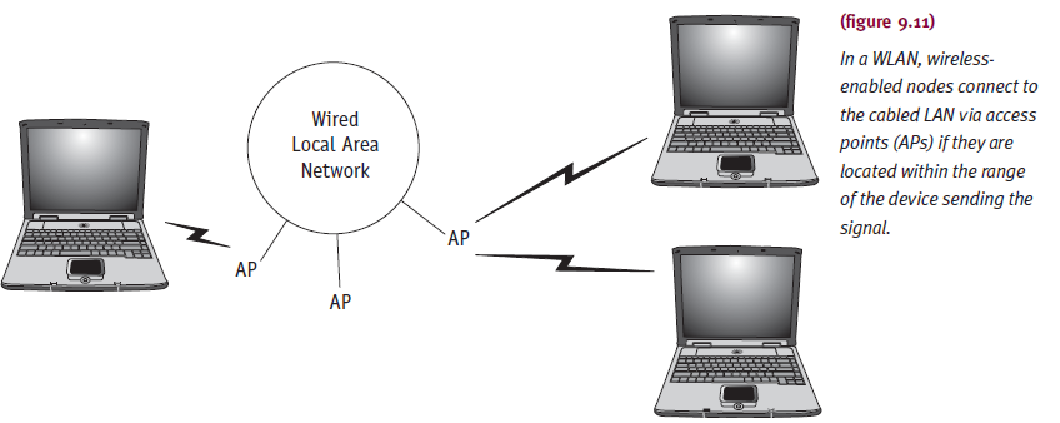 Wired
Local Area
Network
AP
AP
AP
(figure 9.11)
In a WLAN, wireless-
enabled nodes connect to
the cabled LAN via access
points (APs) if they are
located within the range
of the device sending the
signal.